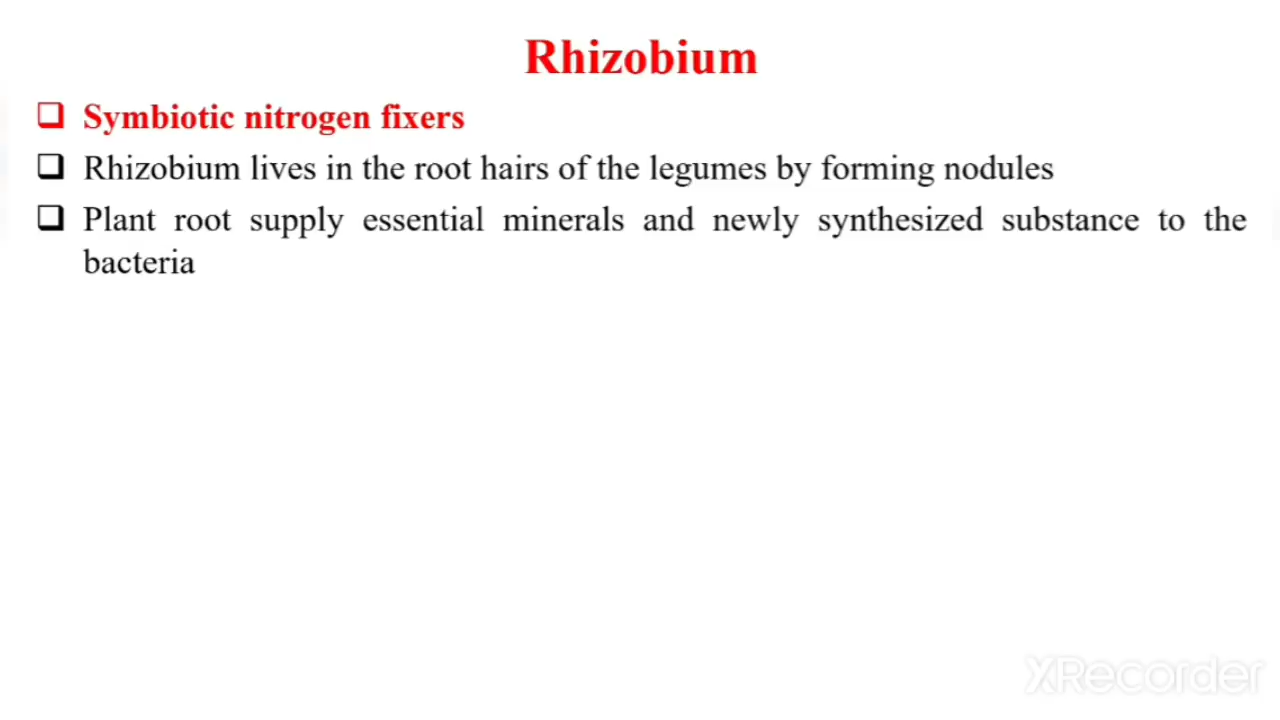 Rhizobium
❑ Symbiotic nitrogen fixers
❑ Rhizobium lives in the root hairs of the legumes by forming nodules
❑ Plant root supply essential minerals and newly synthesized substance to the
bacteria
XRecorder